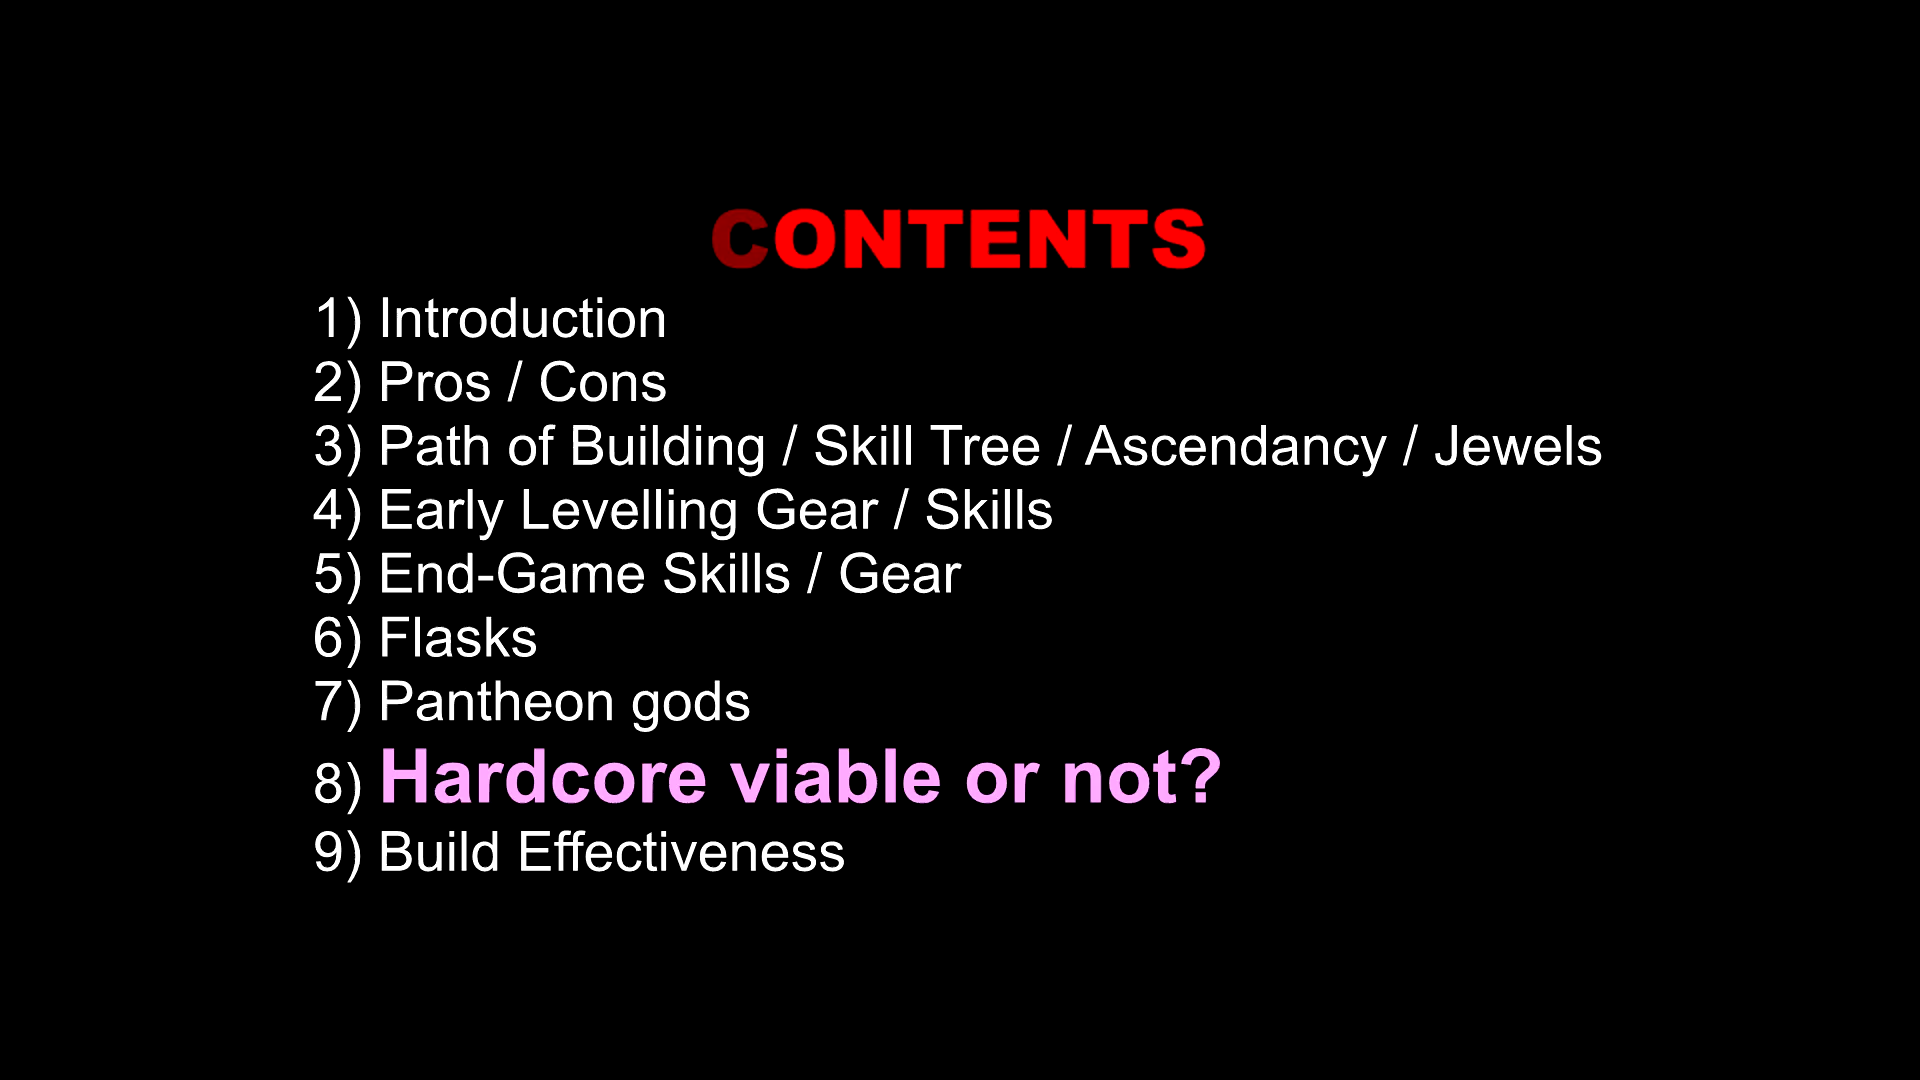 CONTENTS
1) Introduction
2) Pros / Cons
3) Path of Building / Skill Tree / Ascendancy / Jewels
4) Early Levelling Gear / Skills
5) End-Game Skills / Gear
6) Flasks
7) Pantheon gods
8) Hardcore viable or not?
9) Build Effectiveness